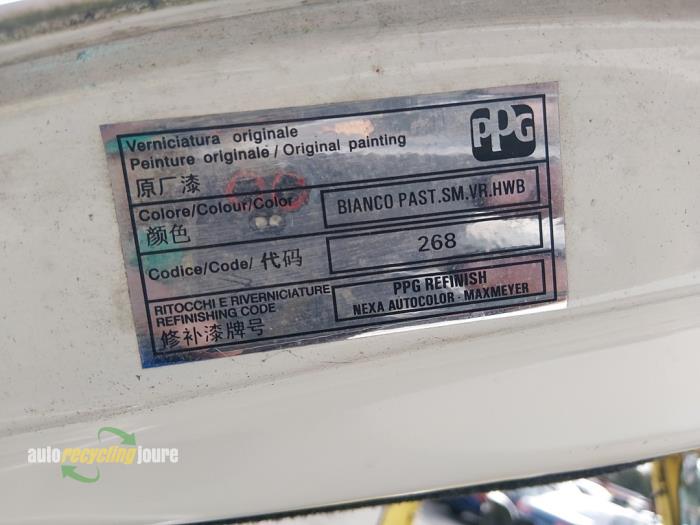 Verniciatura originale
Peinture originale / Original painting
原厂漆
PPG
Colore/Colour/Color
颜色
BIANCO PAST.SM.VR.HWB
Codice/Code/ 代码
268
RITOCCHI E RIVERNICIATURE
REFINISHING CODE
修补漆牌号
PPG REFINISH
NEXA AUTOCOLOR - MAXMEYER
autorecyclingjoure